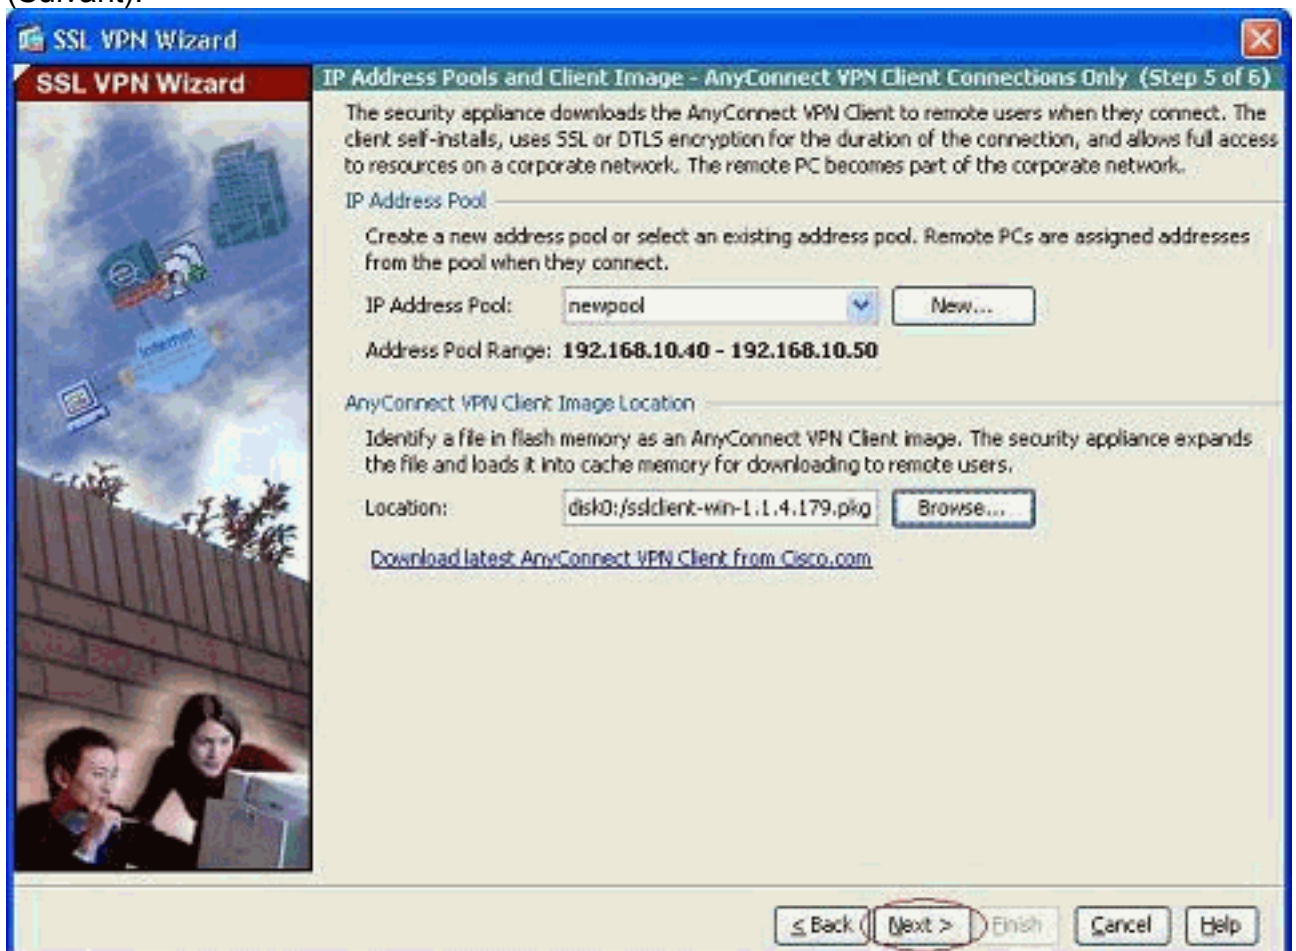 (Suivant).
SSL VPN Wizard
SSL VPN Wizard
IP Address Pools and Client Image - AnyConnect VPN Client Connections Only (Step 5 of 6)
The security appliance downloads the AnyConnect VPN Client to remote users when they connect. The
client self-installs, uses SSL or DTLS encryption for the duration of the connection, and allows full access
to resources on a corporate network. The remote PC becomes part of the corporate network.
IP Address Pool
Create a new address pool or select an existing address pool. Remote PCs are assigned addresses
from the pool when they connect.
IP Address Pool: newpool New...
Address Pool Range: 192.168.10.40 - 192.168.10.50
AnyConnect VPN Client Image Location
Identify a file in flash memory as an AnyConnect VPN Client image. The security appliance expands
the file and loads it into cache memory for downloading to remote users.
Location: disk0:/sslclient-win-1.1.4.179.pkg Browse...
Download latest AnyConnect VPN Client from Cisco.com
Internet
< Back Next > Finish Cancel Help